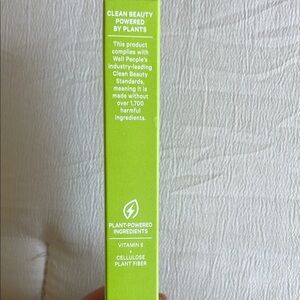 CLEAN BEAUTY
POWERED
BY PLANTS
This product
complies with
Well People's
industry-leading
Clean Beauty
Standards,
meaning it is
made without
over 1,700
harmful
ingredients.
PLANT-POWERED
INGREDIENTS
VITAMIN E
+
CELLULOSE
PLANT FIBER